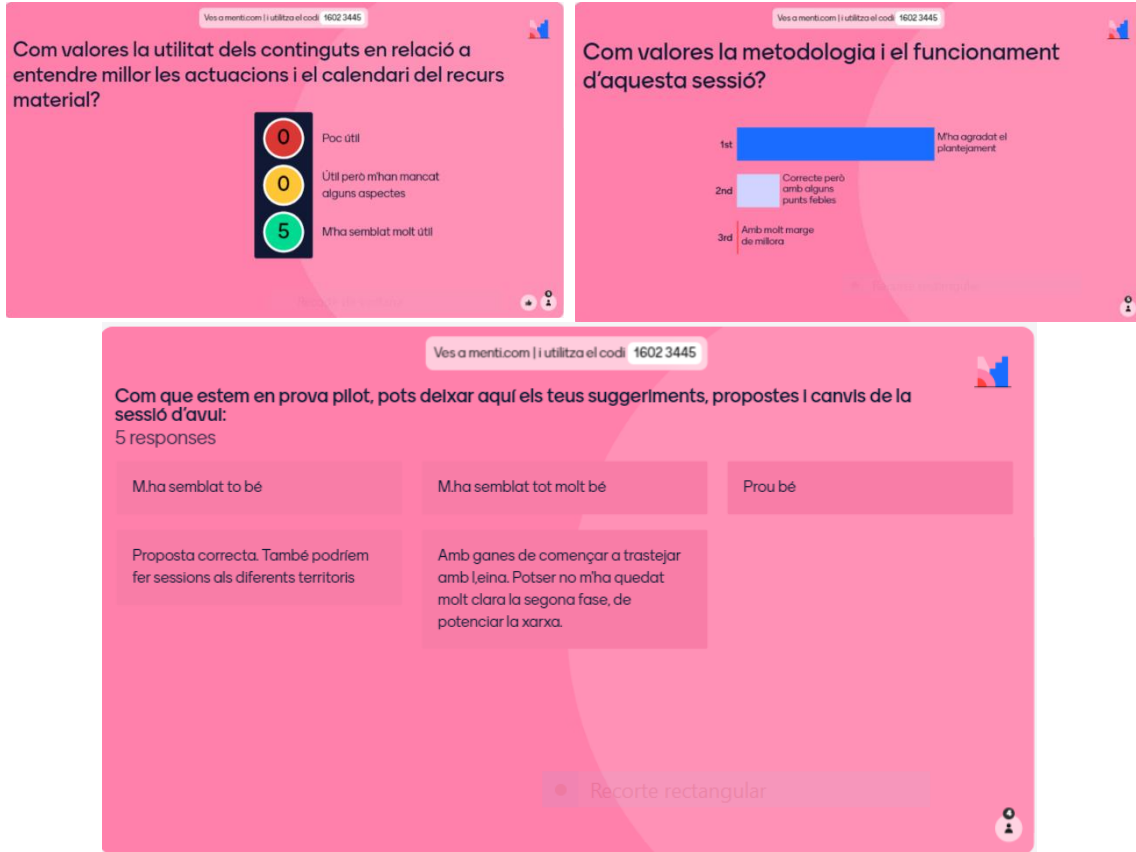 Ves a menti.com | i utilitza el codi 1602 3445
Com valores la utilitat dels continguts en relació a
entendre millor les actuacions i el calendari del recurs
material?
0
Poc útil
0
Útil però m'han mancat
alguns aspectes
5
M'ha semblat molt útil
Ves a menti.com | i utilitza el codi 1602 3445
Com valores la metodologia i el funcionament
d'aquesta sessió?
1st
M'ha agradat el
plantejament
2nd
Correcte però
amb alguns
punts febles
3rd
Amb molt marge
de millora
Ves a menti.com | i utilitza el codi 1602 3445
Com que estem en prova pilot, pots deixar aquí els teus suggeriments, propostes i canvis de la
sessió d'avui:
5 responses
M.ha semblat to bé
M.ha semblat tot molt bé
Prou bé
Proposta correcta. També podríem
fer sessions als diferents territoris
Amb ganes de començar a trastejar
amb l,eina. Potser no m'ha quedat
molt clara la segona fase, de
potenciar la xarxa.
Recorte rectangular
4